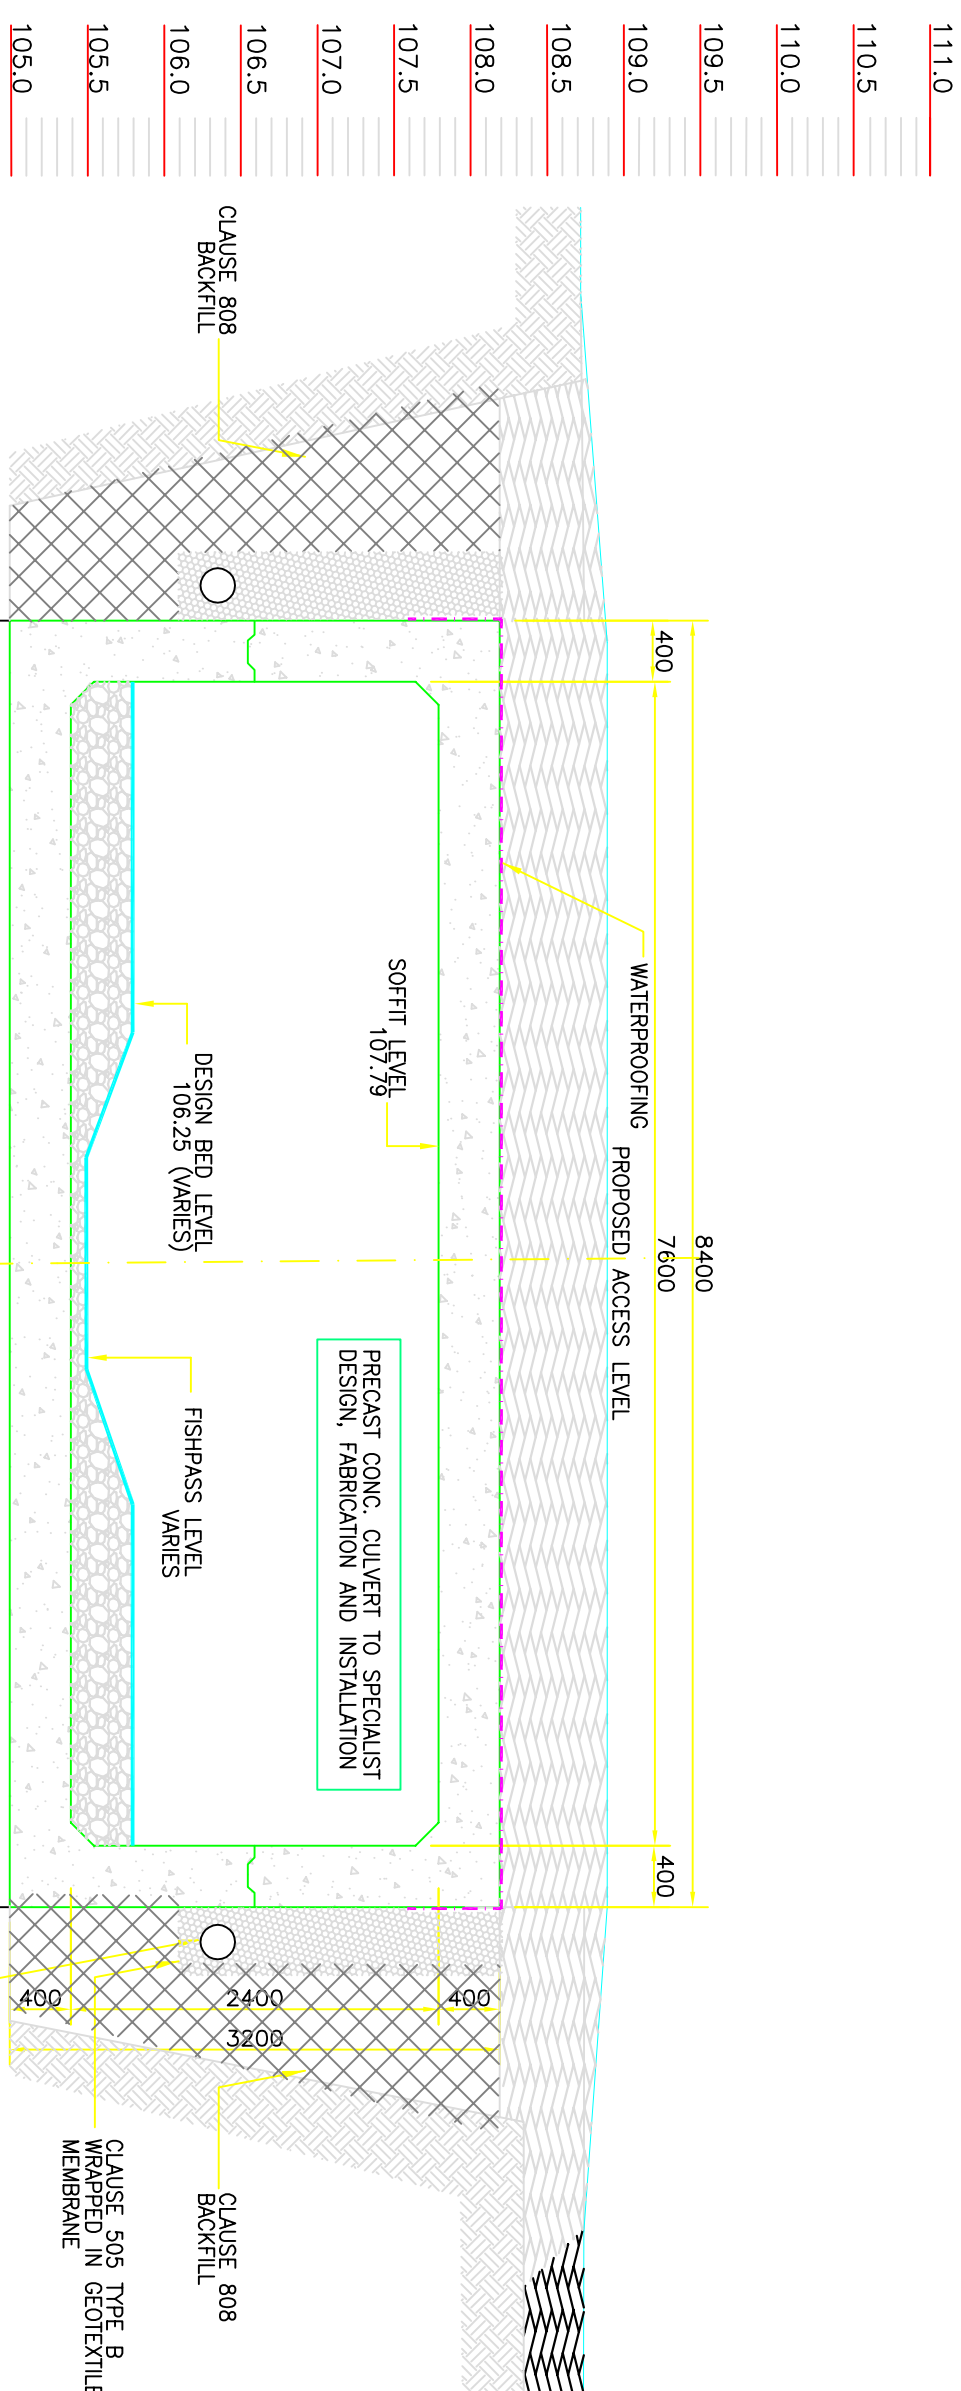 111.0
110.5
110.0
109.5
109.0
108.5
108.0
107.5
107.0
106.5
106.0
105.5
105.0
CLAUSE 808
BACKFILL
8400
400
7600
400
WATERPROOFING
PROPOSED ACCESS LEVEL
SOFFIT LEVEL
107.79
DESIGN BED LEVEL
106.25 (VARIES)
PRECAST CONC. CULVERT TO SPECIALIST
DESIGN, FABRICATION AND INSTALLATION
FISHPASS LEVEL
VARIES
400
2400
400
3200
CLAUSE 808
BACKFILL
CLAUSE 505 TYPE B
WRAPPED IN GEOTEXTILE
MEMBRANE